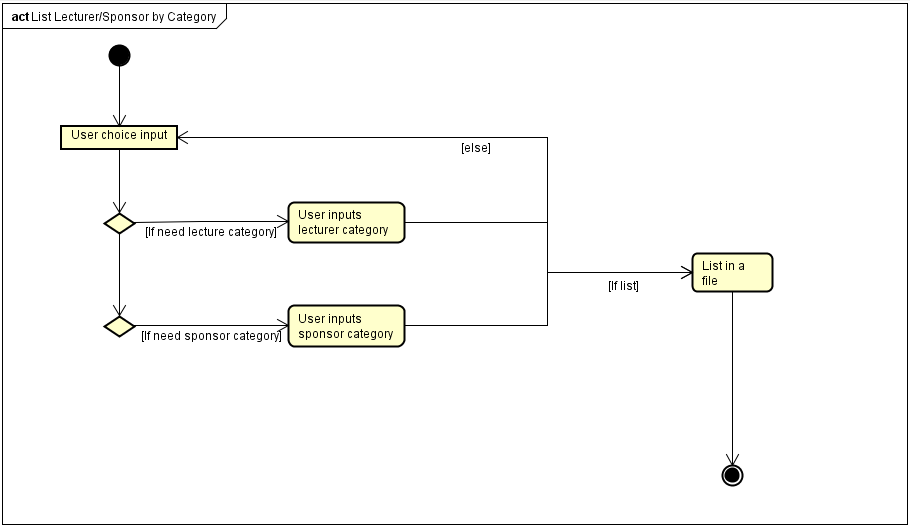 act List Lecturer/Sponsor by Category
User choice input
[else]
User inputs
lecturer category
[If need lecture category]
List in a
file
[If list]
User inputs
sponsor category
[If need sponsor category]